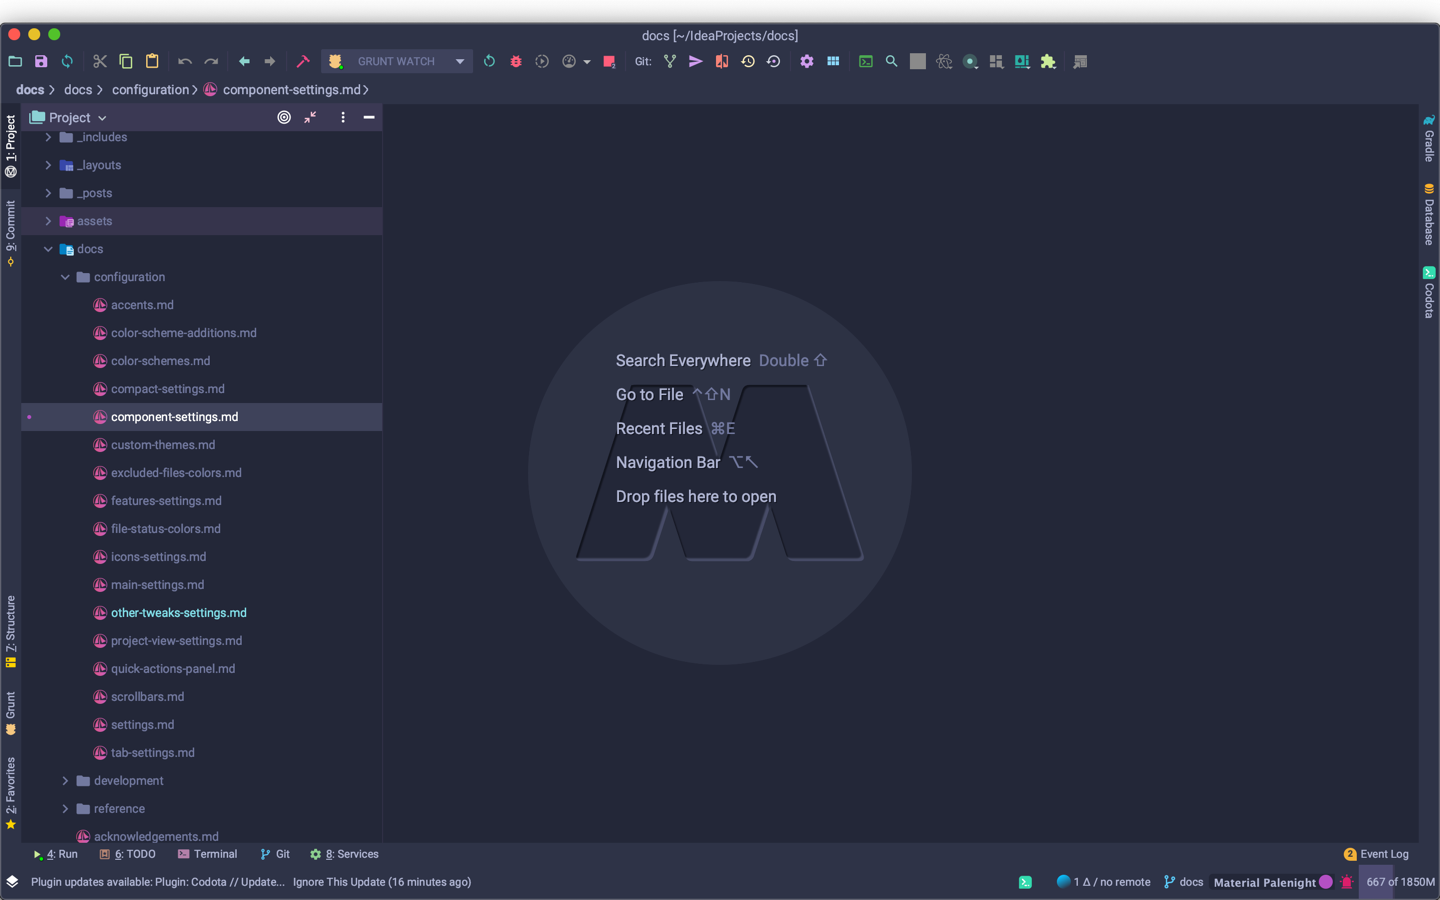 docs [~/IdeaProjects/docs]
GRUNT WATCH
Git:
docs
docs
configuration
component-settings.md
Project
_includes
_layouts
_posts
assets
docs
configuration
accents.md
color-scheme-additions.md
color-schemes.md
compact-settings.md
component-settings.md
custom-themes.md
excluded-files-colors.md
features-settings.md
file-status-colors.md
icons-settings.md
main-settings.md
other-tweaks-settings.md
project-view-settings.md
quick-actions-panel.md
scrollbars.md
settings.md
tab-settings.md
development
reference
acknowledgements.md
1: Project
9: Commit
7: Structure
Grunt
2: Favorites
Search Everywhere Double ⇧
Go to File ^⇧N
Recent Files ⌘E
Navigation Bar ⌥↖
Drop files here to open
Gradle
Database
Codota
4: Run
6: TODO
Terminal
Git
8: Services
2 Event Log
Plugin updates available: Plugin: Codota // Update... Ignore This Update (16 minutes ago)
1 Δ / no remote
docs
Material Palenight
667 of 1850M